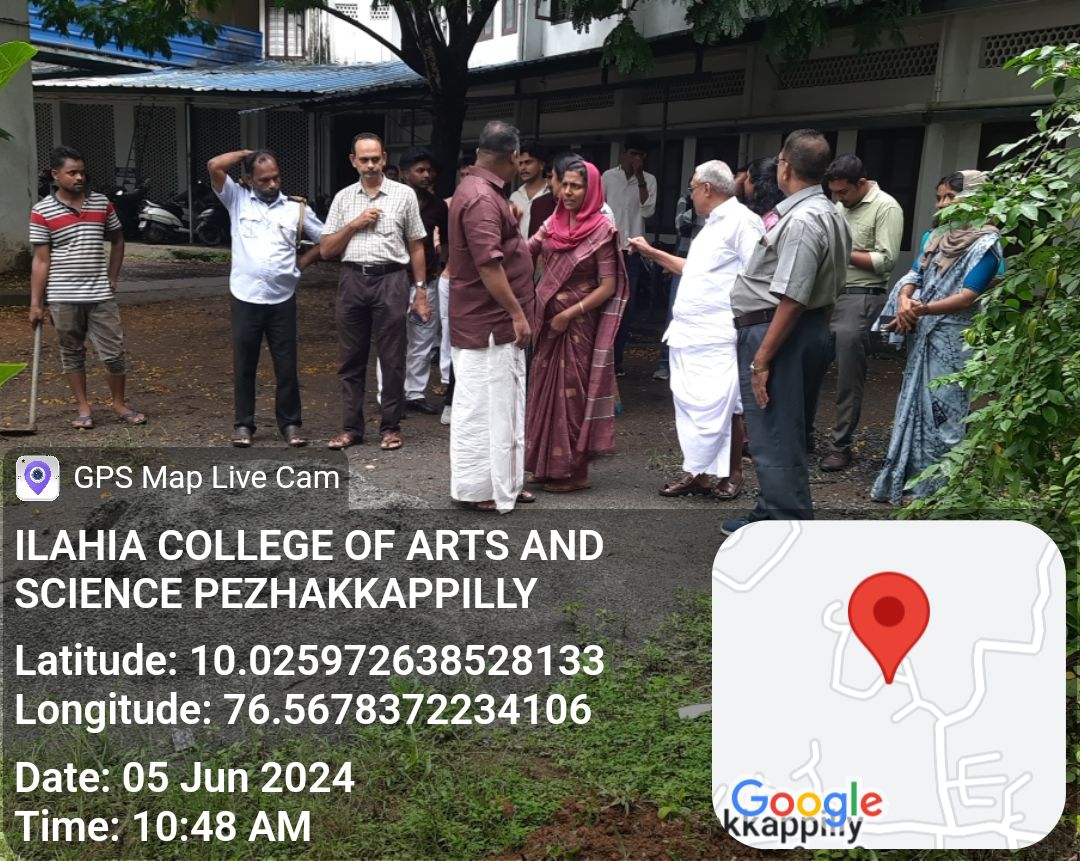 GPS Map Live Cam
ILAHIA COLLEGE OF ARTS AND
SCIENCE PEZHAKKAPPILLY
Latitude: 10.025972638528133
Longitude: 76.5678372234106
Date: 05 Jun 2024
Time: 10:48 AM
Google
kkappilly